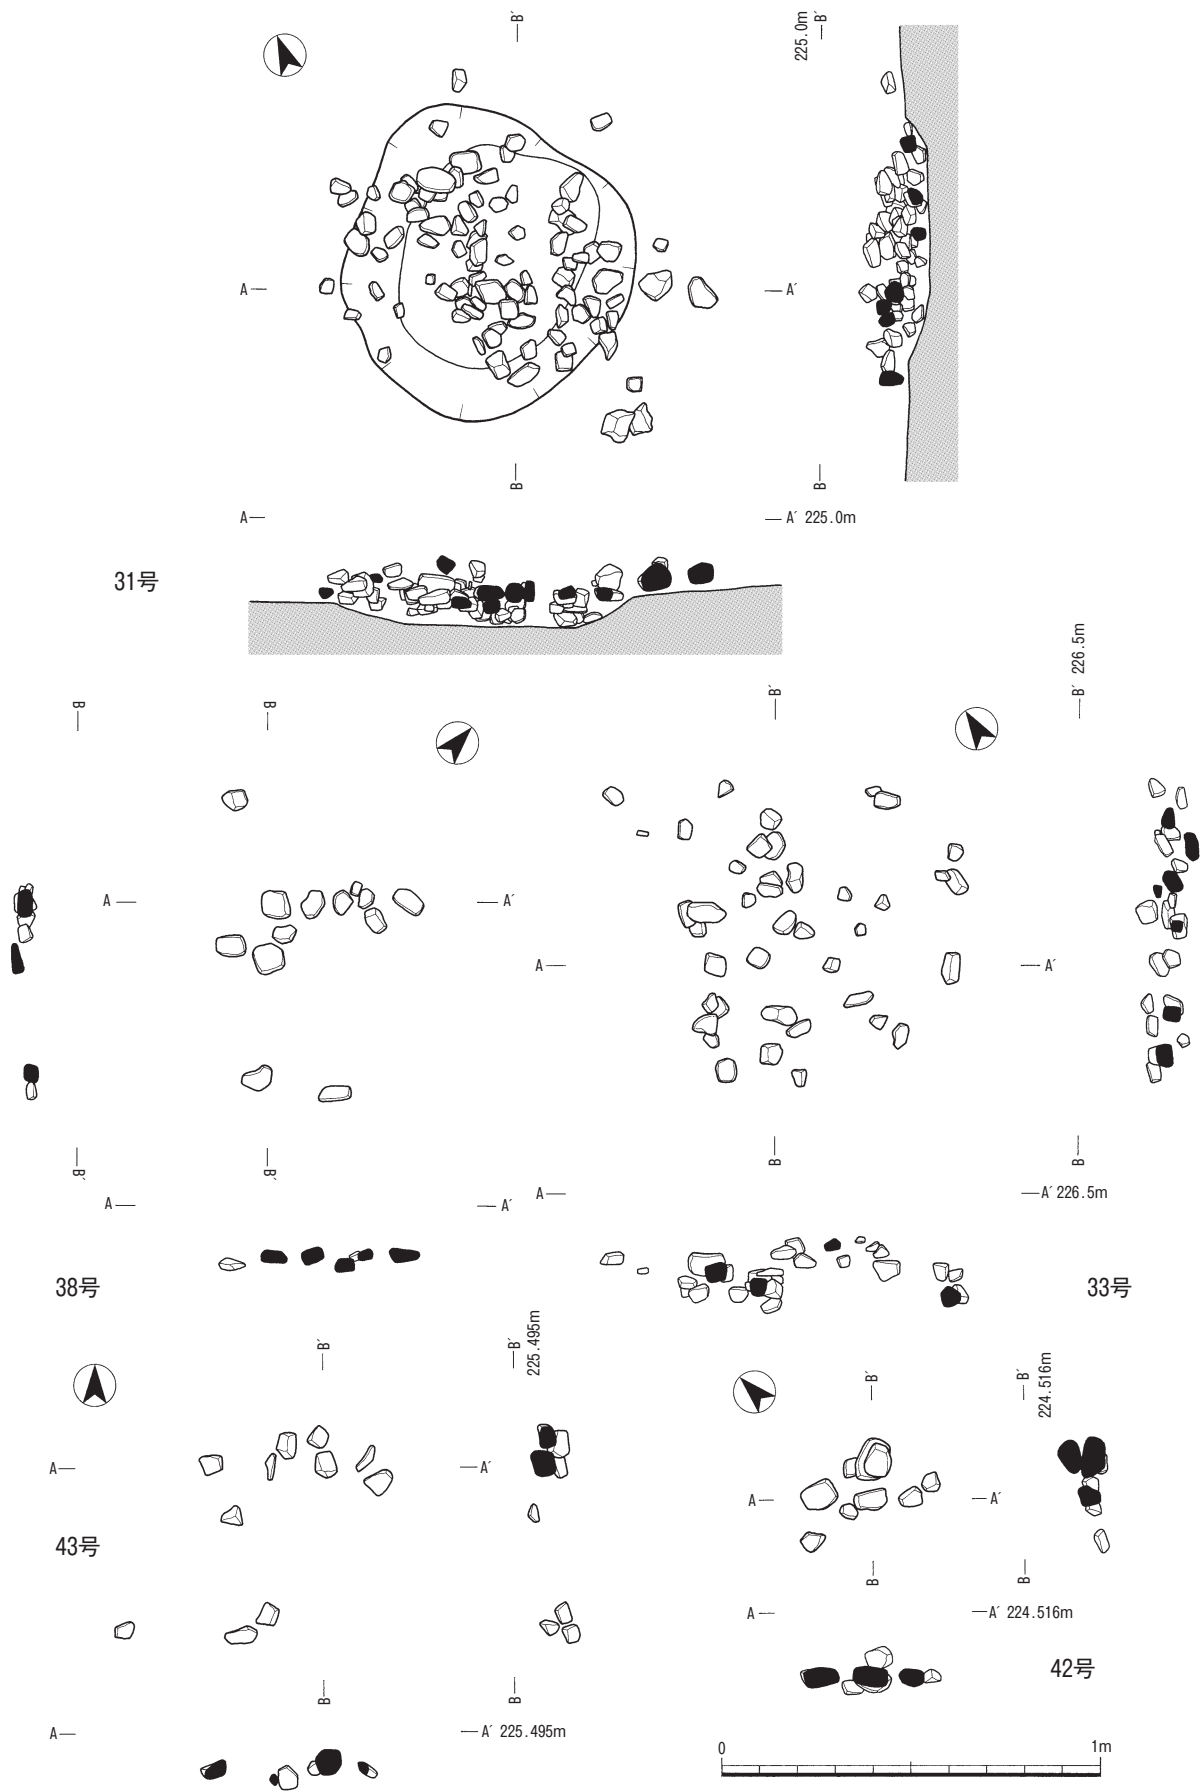 B′
225.0m
B′
A
A′
B
B
A
A′ 225.0m
31号
226.5m
B
B
B′
B′
A
A′
A
A′
B′
B′
B
B
A
A′
A
A′ 226.5m
38号
33号
B′
B′
225.495m
B′
B′
224.516m
A
A′
A
A′
43号
B
B
A
A′ 224.516m
42号
B
B
A
A′ 225.495m
0
1m